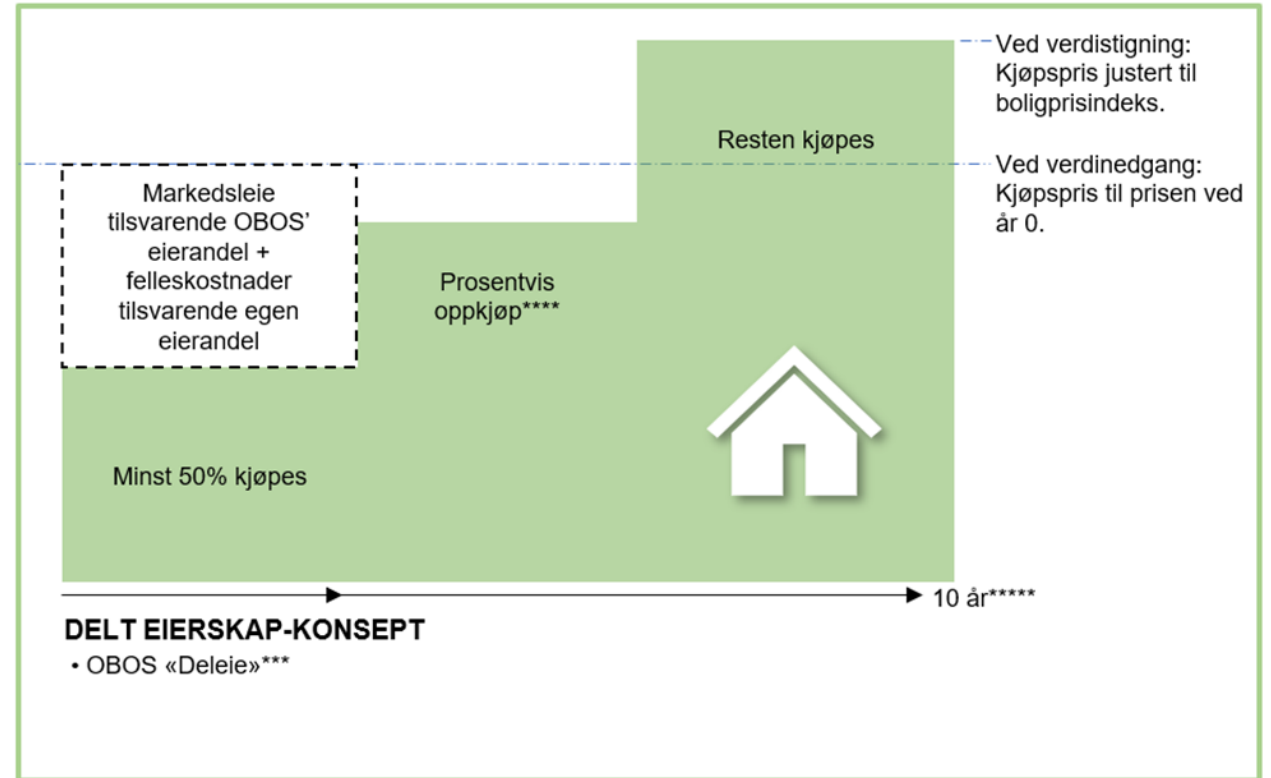 Ved verdistigning:
Kjøpspris justert til
boligprisindeks.
Resten kjøpes
Ved verdinedgang:
Kjøpspris til prisen ved
år 0.
Markedsleie
tilsvarende OBOS’
eierandel +
felleskostnader
tilsvarende egen
eierandel
Prosentvis
oppkjøp****
Minst 50% kjøpes
10 år*****
DELT EIERSKAP-KONSEPT
• OBOS «Deleie»***